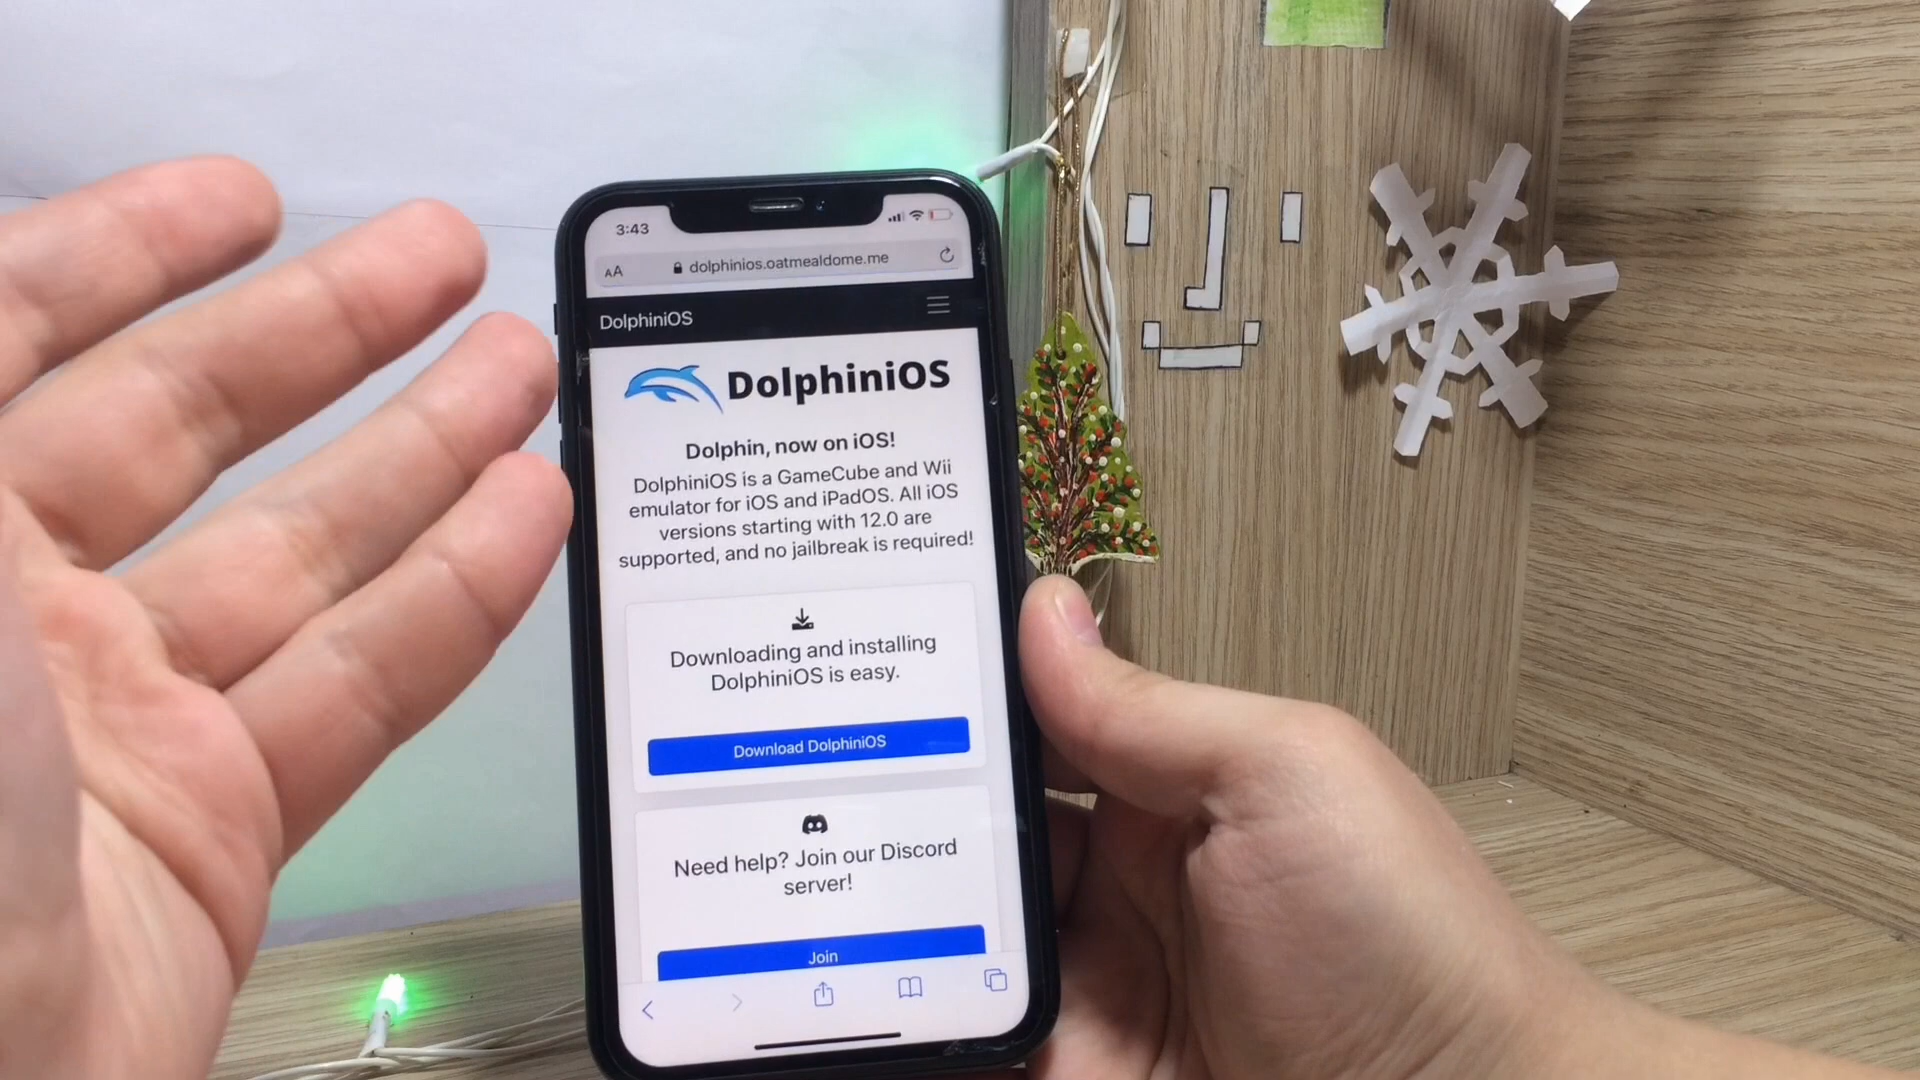 3:43
AA dolphinios.oatmealdome.me
DolphiniOS
DolphiniOS
Dolphin, now on iOS!
DolphiniOS is a GameCube and Wii
emulator for iOS and iPadOS. All iOS
versions starting with 12.0 are
supported, and no jailbreak is required!
Downloading and installing
DolphiniOS is easy.
Download DolphiniOS
Need help? Join our Discord
server!
Join